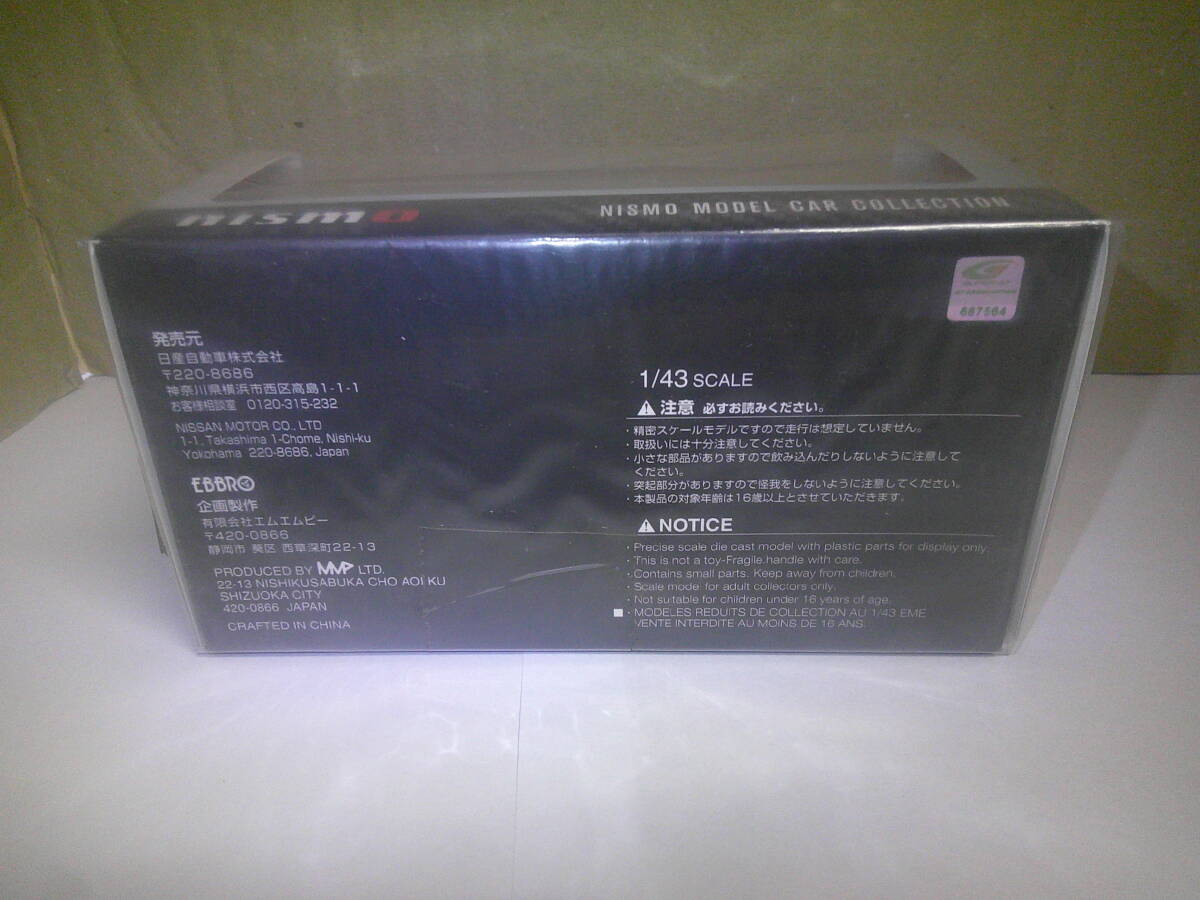 nismo
NISMO MODEL CAR COLLECTION
687564
発売元
日産自動車株式会社
〒220-8686
神奈川県横浜市西区高島1-1-1
お客様相談室 0120-315-232
NISSAN MOTOR CO., LTD
1-1, Takashima 1-Chome, Nishi-ku
Yokohama 220-8686, Japan
EBBRO
企画製作
有限会社エムエムピー
〒420-0866
静岡市 葵区 西草深町22-13
PRODUCED BY MMP LTD.
22-13 NISHIKUSABUKA CHO AOI KU
SHIZUOKA CITY
420-0866 JAPAN
CRAFTED IN CHINA
1/43 SCALE
注意 必ずお読みください。
・精密スケールモデルですので走行は想定していません。
・取扱いには十分注意してください。
・小さな部品がありますので飲み込んだりしないように注意して
ください。
・突起部分がありますので怪我をしないように注意してください。
・本製品の対象年齢は16歳以上とさせていただきます。
NOTICE
・Precise scale die cast model with plastic parts for display only.
・This is not a toy-Fragile.handle with care.
・Contains small parts. Keep away from children.
・Scale mode for adult collectors only.
・Not suitable for children under 16 years of age.
・MODELES REDUITS DE COLLECTION AU 1/43 EME
VENTE INTERDITE AU MOINS DE 16 ANS.